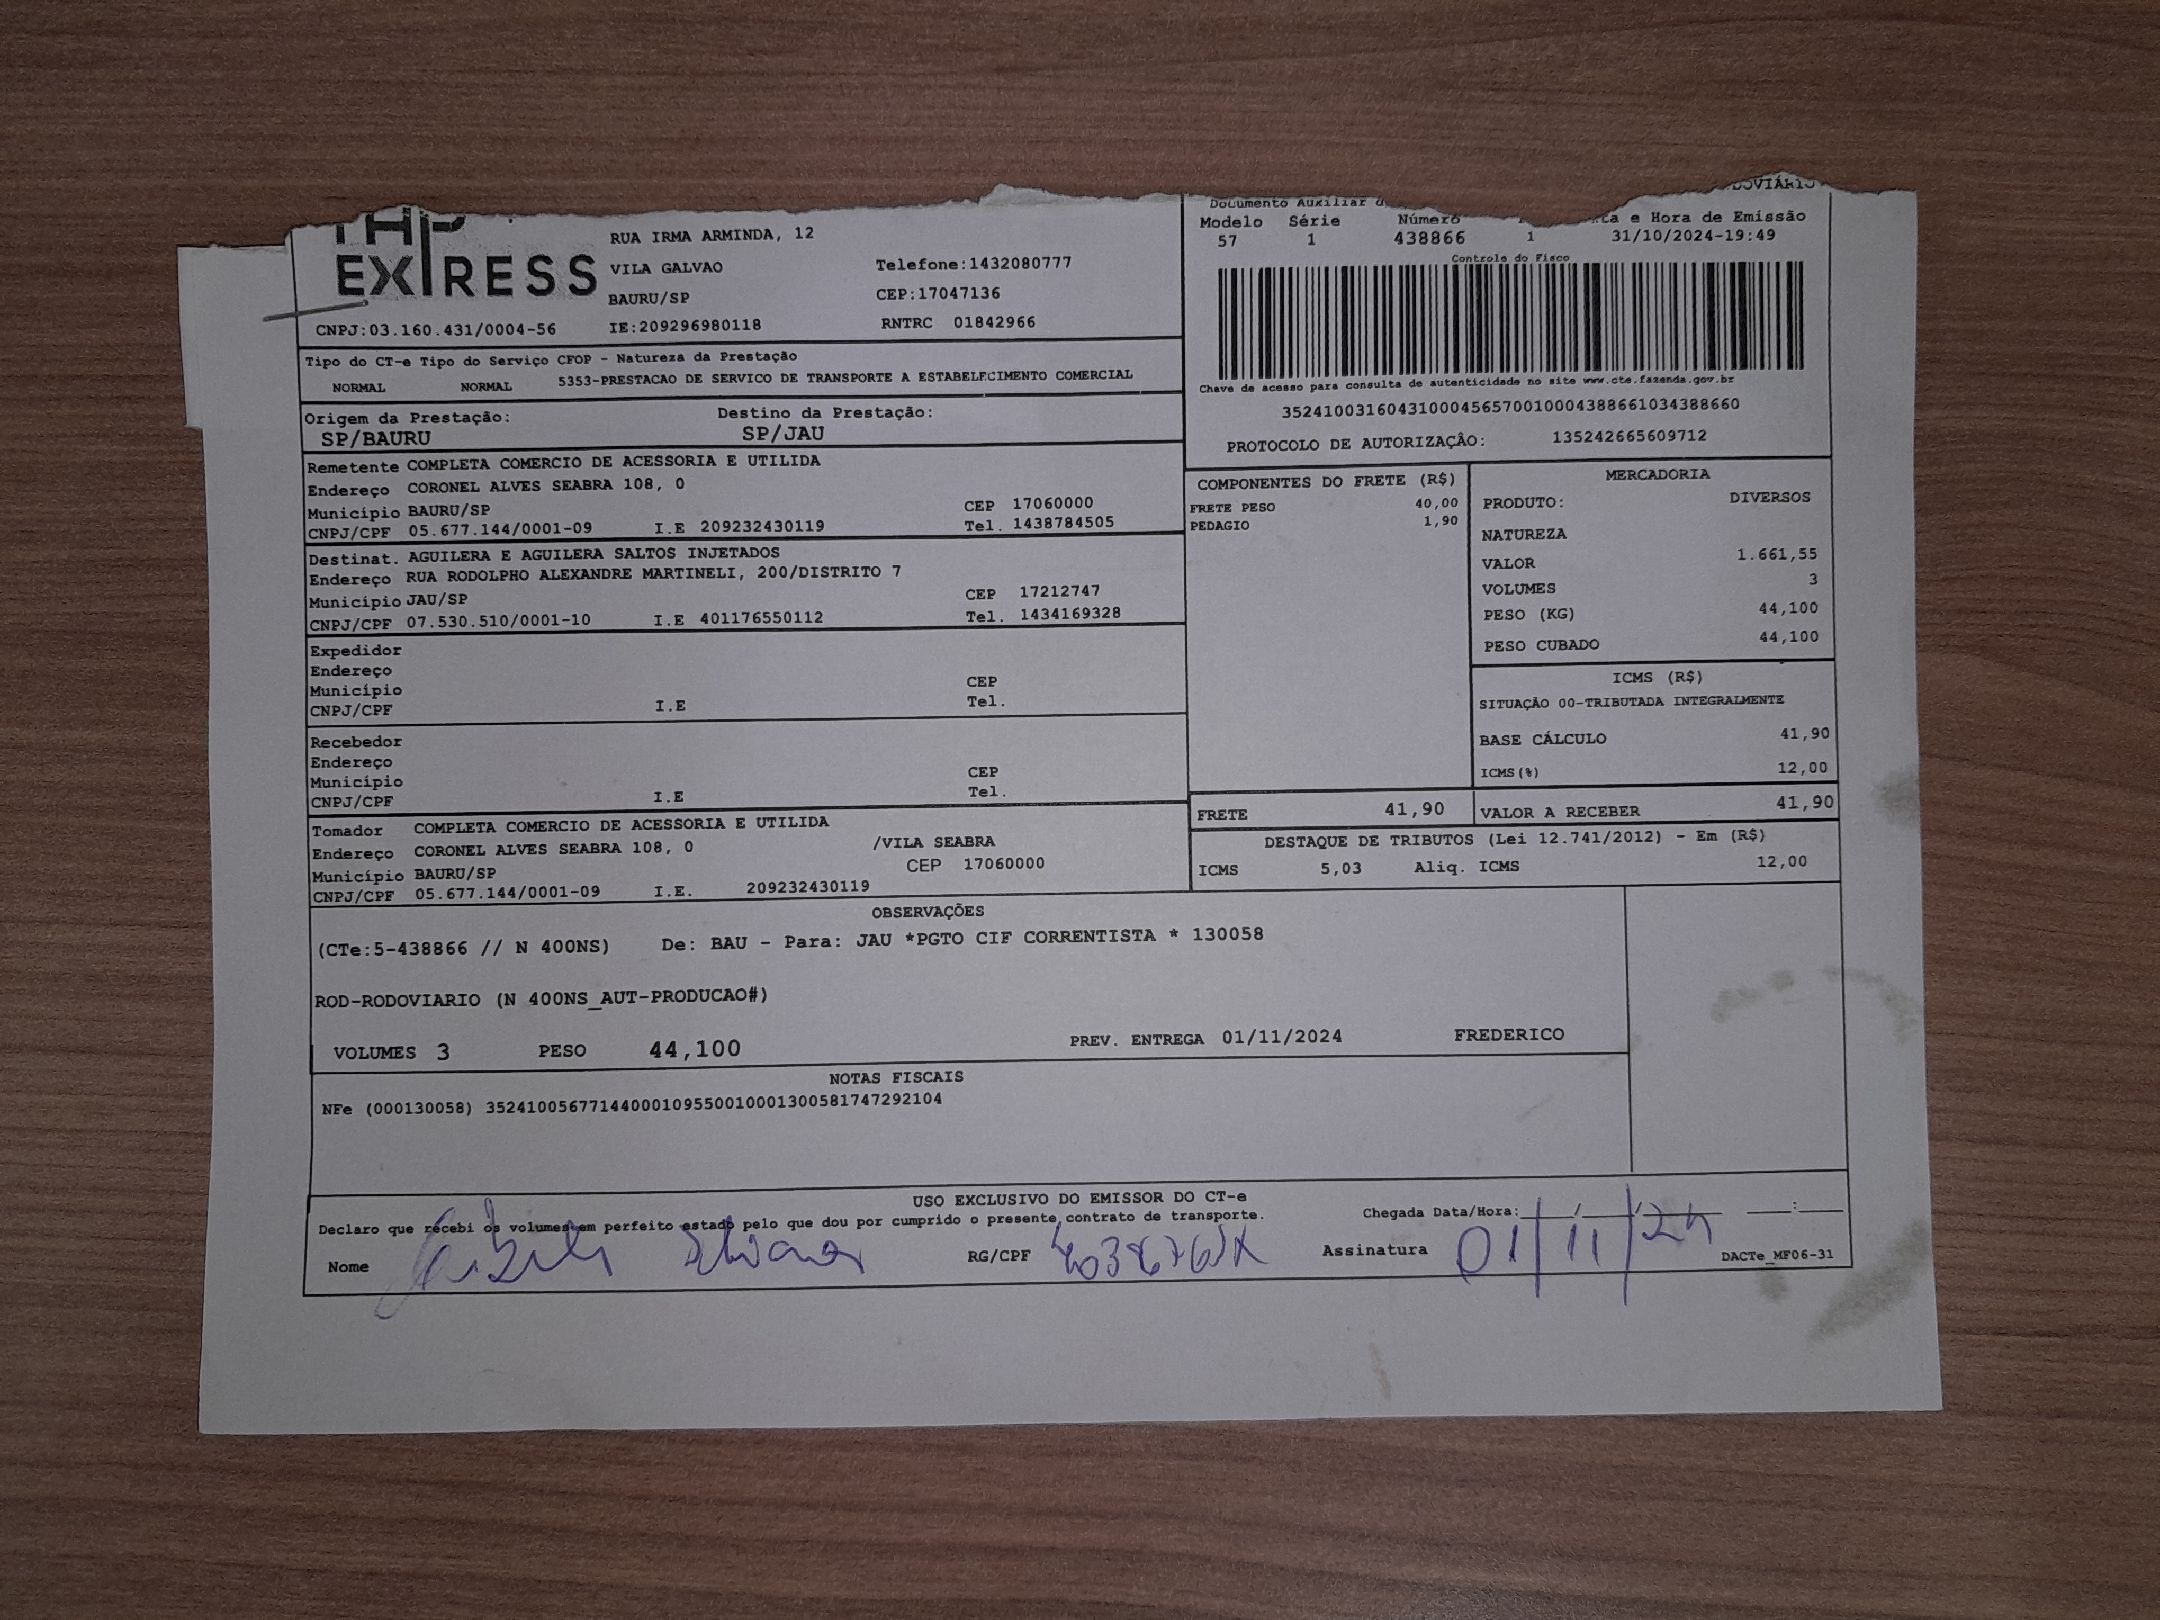 EXPRESS
RUA IRMA ARMINDA, 12
VILA GALVAO Telefone:1432080777
BAURU/SP CEP:17047136
CNPJ:03.160.431/0004-56 IE:209296980118 RNTRC 01842966
Documento Auxiliar
Modelo Série Número e Hora de Emissão
57 1 438866 1 31/10/2024-19:49
Controle do Fisco
Chave de acesso para consulta de autenticidade no site www.cte.fazenda.gov.br
35241003160431000456570010004388661034388660
PROTOCOLO DE AUTORIZAÇÂO: 135242665609712
Tipo do CT-e Tipo do Serviço CFOP - Natureza da Prestação
NORMAL NORMAL 5353-PRESTACAO DE SERVICO DE TRANSPORTE A ESTABELECIMENTO COMERCIAL
Origem da Prestação: Destino da Prestação:
SP/BAURU SP/JAU
Remetente COMPLETA COMERCIO DE ACESSORIA E UTILIDA
Endereço CORONEL ALVES SEABRA 108, 0
Município BAURU/SP CEP 17060000
CNPJ/CPF 05.677.144/0001-09 I.E 209232430119 Tel. 1438784505
Destinat. AGUILERA E AGUILERA SALTOS INJETADOS
Endereço RUA RODOLPHO ALEXANDRE MARTINELI, 200/DISTRITO 7
Município JAU/SP CEP 17212747
CNPJ/CPF 07.530.510/0001-10 I.E 401176550112 Tel. 1434169328
Expedidor
Endereço
Município CEP
CNPJ/CPF I.E Tel.
Recebedor
Endereço
Município CEP
CNPJ/CPF I.E Tel.
Tomador COMPLETA COMERCIO DE ACESSORIA E UTILIDA
Endereço CORONEL ALVES SEABRA 108, 0 /VILA SEABRA
Município BAURU/SP CEP 17060000
CNPJ/CPF 05.677.144/0001-09 I.E. 209232430119
COMPONENTES DO FRETE (R$)
FRETE PESO 40,00
PEDAGIO 1,90
MERCADORIA
PRODUTO: DIVERSOS
NATUREZA
VALOR 1.661,55
VOLUMES 3
PESO (KG) 44,100
PESO CUBADO 44,100
ICMS (R$)
SITUAÇÃO 00-TRIBUTADA INTEGRALMENTE
BASE CÁLCULO 41,90
ICMS(%) 12,00
FRETE 41,90 VALOR A RECEBER 41,90
DESTAQUE DE TRIBUTOS (Lei 12.741/2012) - Em (R$)
ICMS 5,03 Aliq. ICMS 12,00
OBSERVAÇÕES
(CTe:5-438866 // N 400NS) De: BAU - Para: JAU *PGTO CIF CORRENTISTA * 130058
ROD-RODOVIARIO (N 400NS_AUT-PRODUCAO#)
VOLUMES 3 PESO 44,100 PREV. ENTREGA 01/11/2024 FREDERICO
NOTAS FISCAIS
NFe (000130058) 35241005677144000109550010001300581747292104
USO EXCLUSIVO DO EMISSOR DO CT-e
Declaro que recebi os volumes em perfeito estado pelo que dou por cumprido o presente contrato de transporte. Chegada Data/Hora: / / :
Nome RG/CPF Assinatura 01/11/24 DACTe_MF06-31